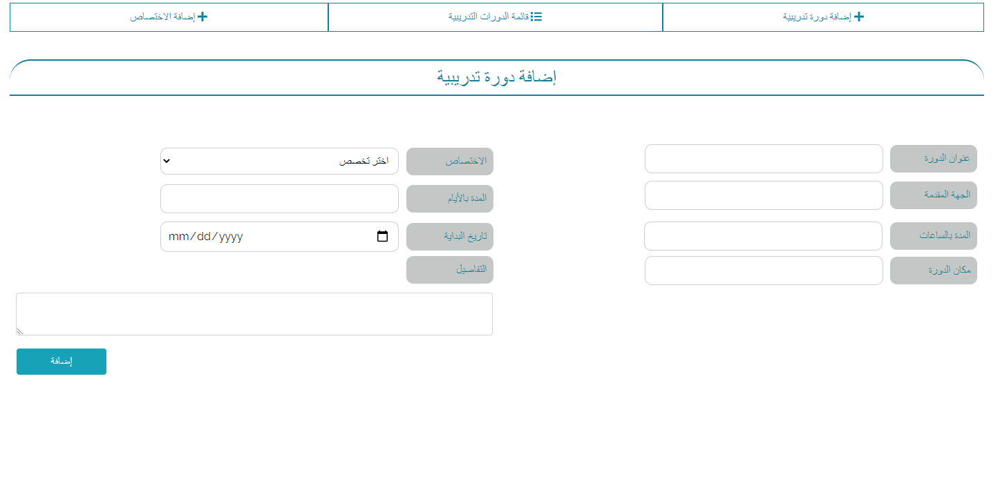 إضافة دورة تدريبية
قائمة الدورات التدريبية
إضافة الاختصاص
إضافة دورة تدريبية
عنوان الدورة
الاختصاص
اختر تخصص
الجهة المقدمة
المدة بالأيام
المدة بالساعات
تاريخ البداية
mm/dd/yyyy
مكان الدورة
التفاصيل
إضافة